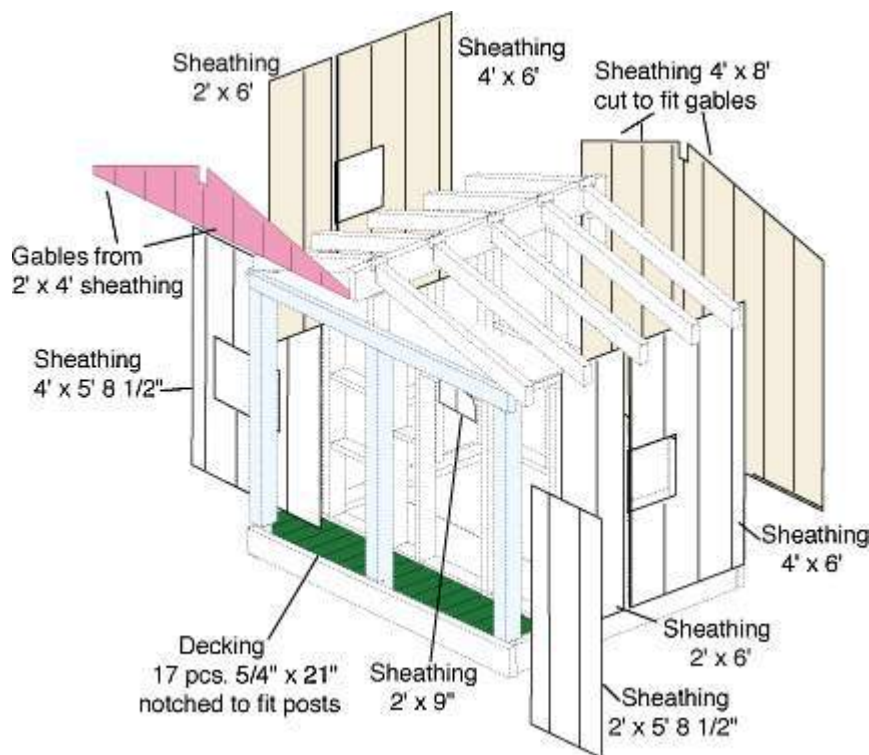 Sheathing
2' x 6'
Sheathing
4' x 6'
Sheathing 4' x 8'
cut to fit gables
Gables from
2' x 4' sheathing
Sheathing
4' x 5' 8 1/2"
Sheathing
4' x 6'
Decking
17 pcs. 5/4" x 21"
notched to fit posts
Sheathing
2' x 9"
Sheathing
2' x 6'
Sheathing
2' x 5' 8 1/2"